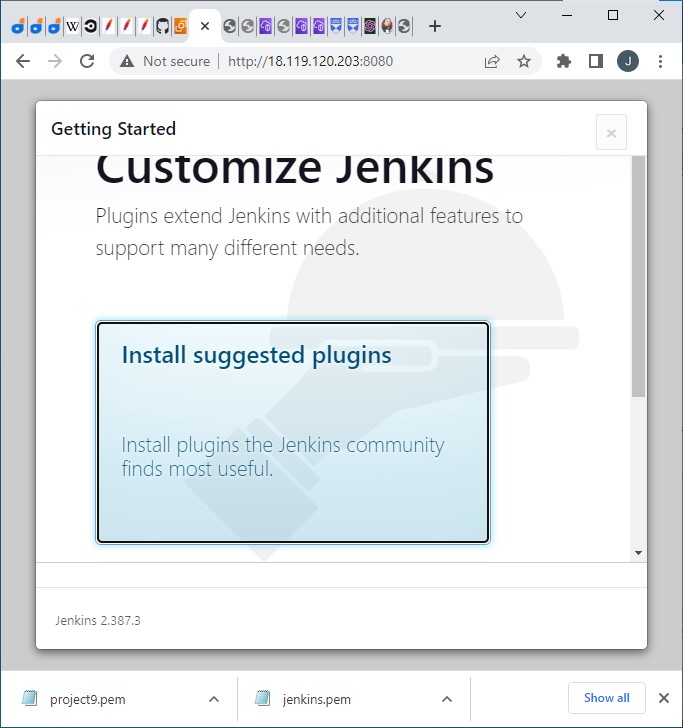 W
Not secure
http://18.119.120.203:8080
J
Getting Started
Customize Jenkins
Plugins extend Jenkins with additional features to
support many different needs.
Install suggested plugins
Install plugins the Jenkins community
finds most useful.
Jenkins 2.387.3
project9.pem
jenkins.pem
Show all